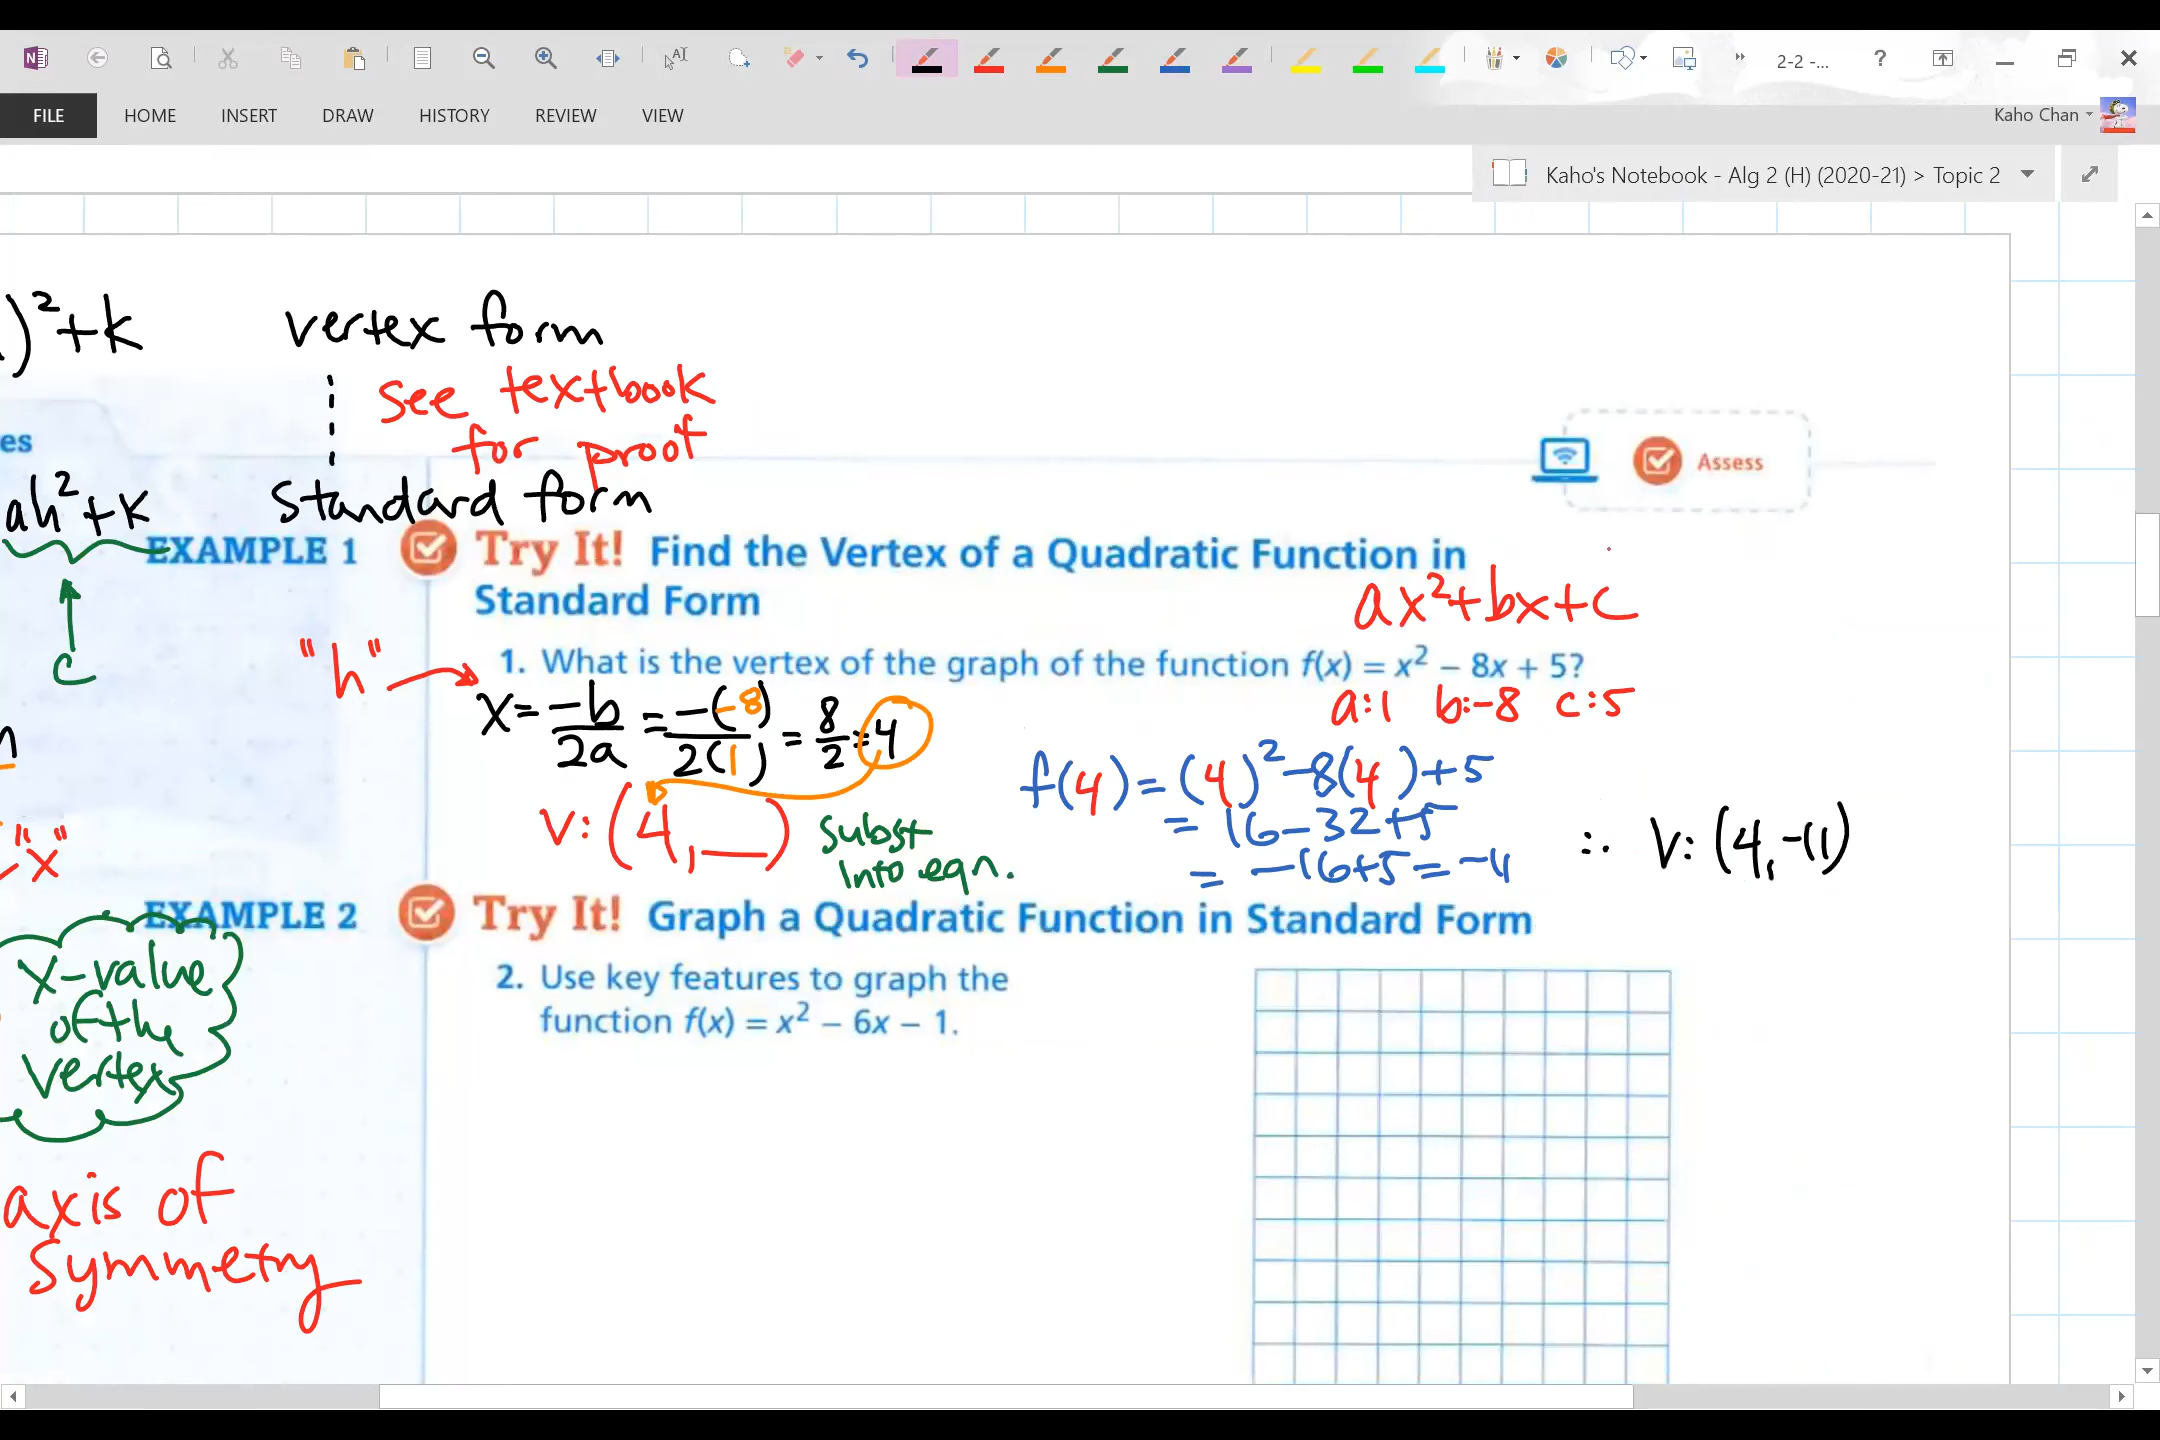 2-2 -...
FILE HOME INSERT DRAW HISTORY REVIEW VIEW
Kaho Chan
Kaho's Notebook - Alg 2 (H) (2020-21) > Topic 2
)²+k vertex form
see textbook
for proof
es
Assess
ah²+k standard form
EXAMPLE 1 Try It! Find the Vertex of a Quadratic Function in
Standard Form
ax²+bx+c
C
"h"
1. What is the vertex of the graph of the function f(x) = x² − 8x + 5?
a:1 b:-8 c:5
x = -b/2a = -(-8)/2(1) = 8/2 = 4
f(4) = (4)²-8(4)+5
= 16-32+5
= -16+5 = -11
V: (4, __)
subst
into eqn.
∴ V: (4,-11)
"x"
EXAMPLE 2 Try It! Graph a Quadratic Function in Standard Form
x-value
of the
vertex
2. Use key features to graph the
function f(x) = x² − 6x − 1.
axis of
symmetry